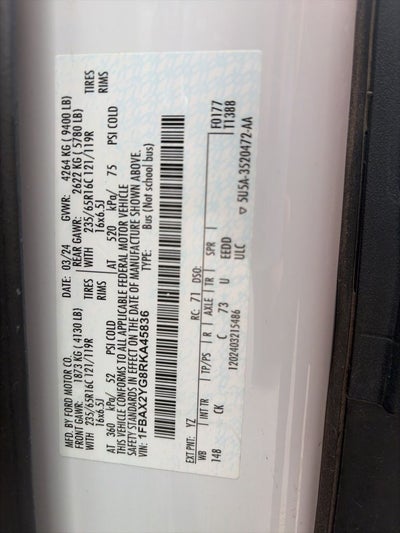 MFD. BY FORD MOTOR CO.
DATE: 03/24 GVWR: 4264 KG ( 9400 LB)
FRONT GAWR: 1873 KG ( 4130 LB) REAR GAWR: 2622 KG ( 5780 LB)
WITH 235/65R16C 121/119R TIRES WITH 235/65R16C 121/119R TIRES
16x6.5J RIMS 16x6.5J RIMS
AT 360 kPa/ 52 PSI COLD AT 520 kPa/ 75 PSI COLD
THIS VEHICLE CONFORMS TO ALL APPLICABLE FEDERAL MOTOR VEHICLE
SAFETY STANDARDS IN EFFECT ON THE DATE OF MANUFACTURE SHOWN ABOVE.
VIN: 1FBAX2YG8RKA45836
TYPE: Bus (Not school bus)
F0177
T1388
EXT PNT: YZ RC: 71 DSO:
WB INT TR TP/PS R AXLE TR SPR
148 CK C 73 U EEDD
1202403215486 ULC
5U5A-3520472-AA